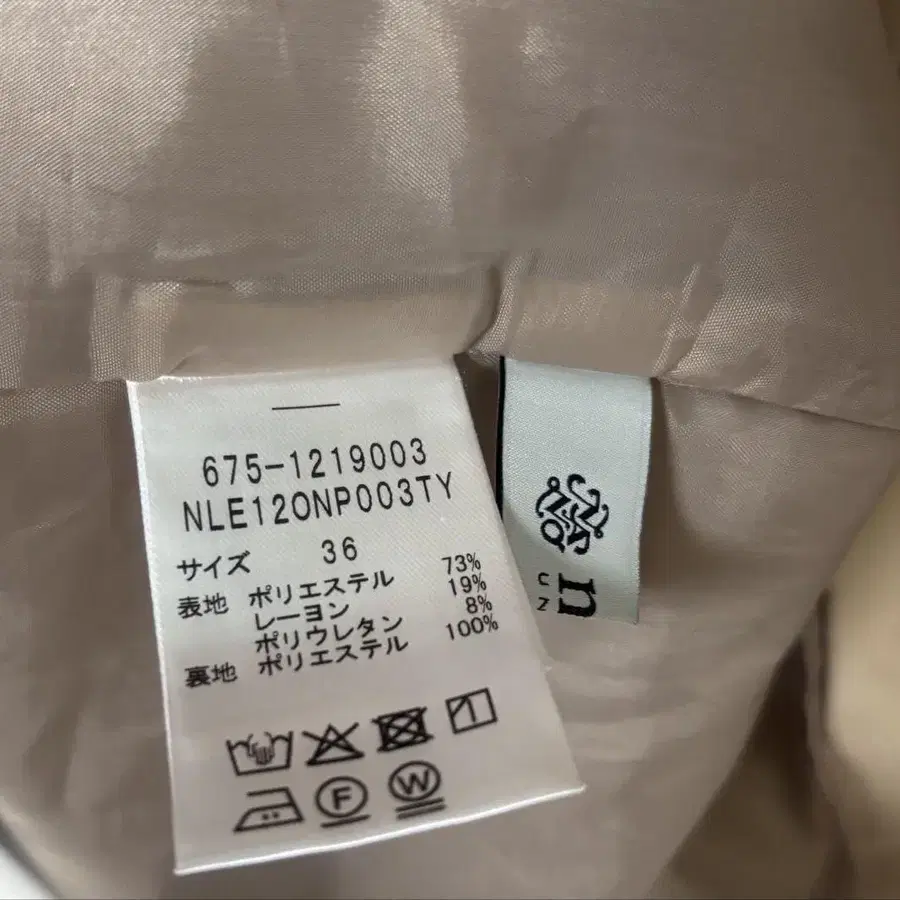 675-1219003
NLE120NP003TY
サイズ 36
表地 ポリエステル 73%
レーヨン 19%
ポリウレタン 8%
裏地 ポリエステル 100%
F
W
n
U N